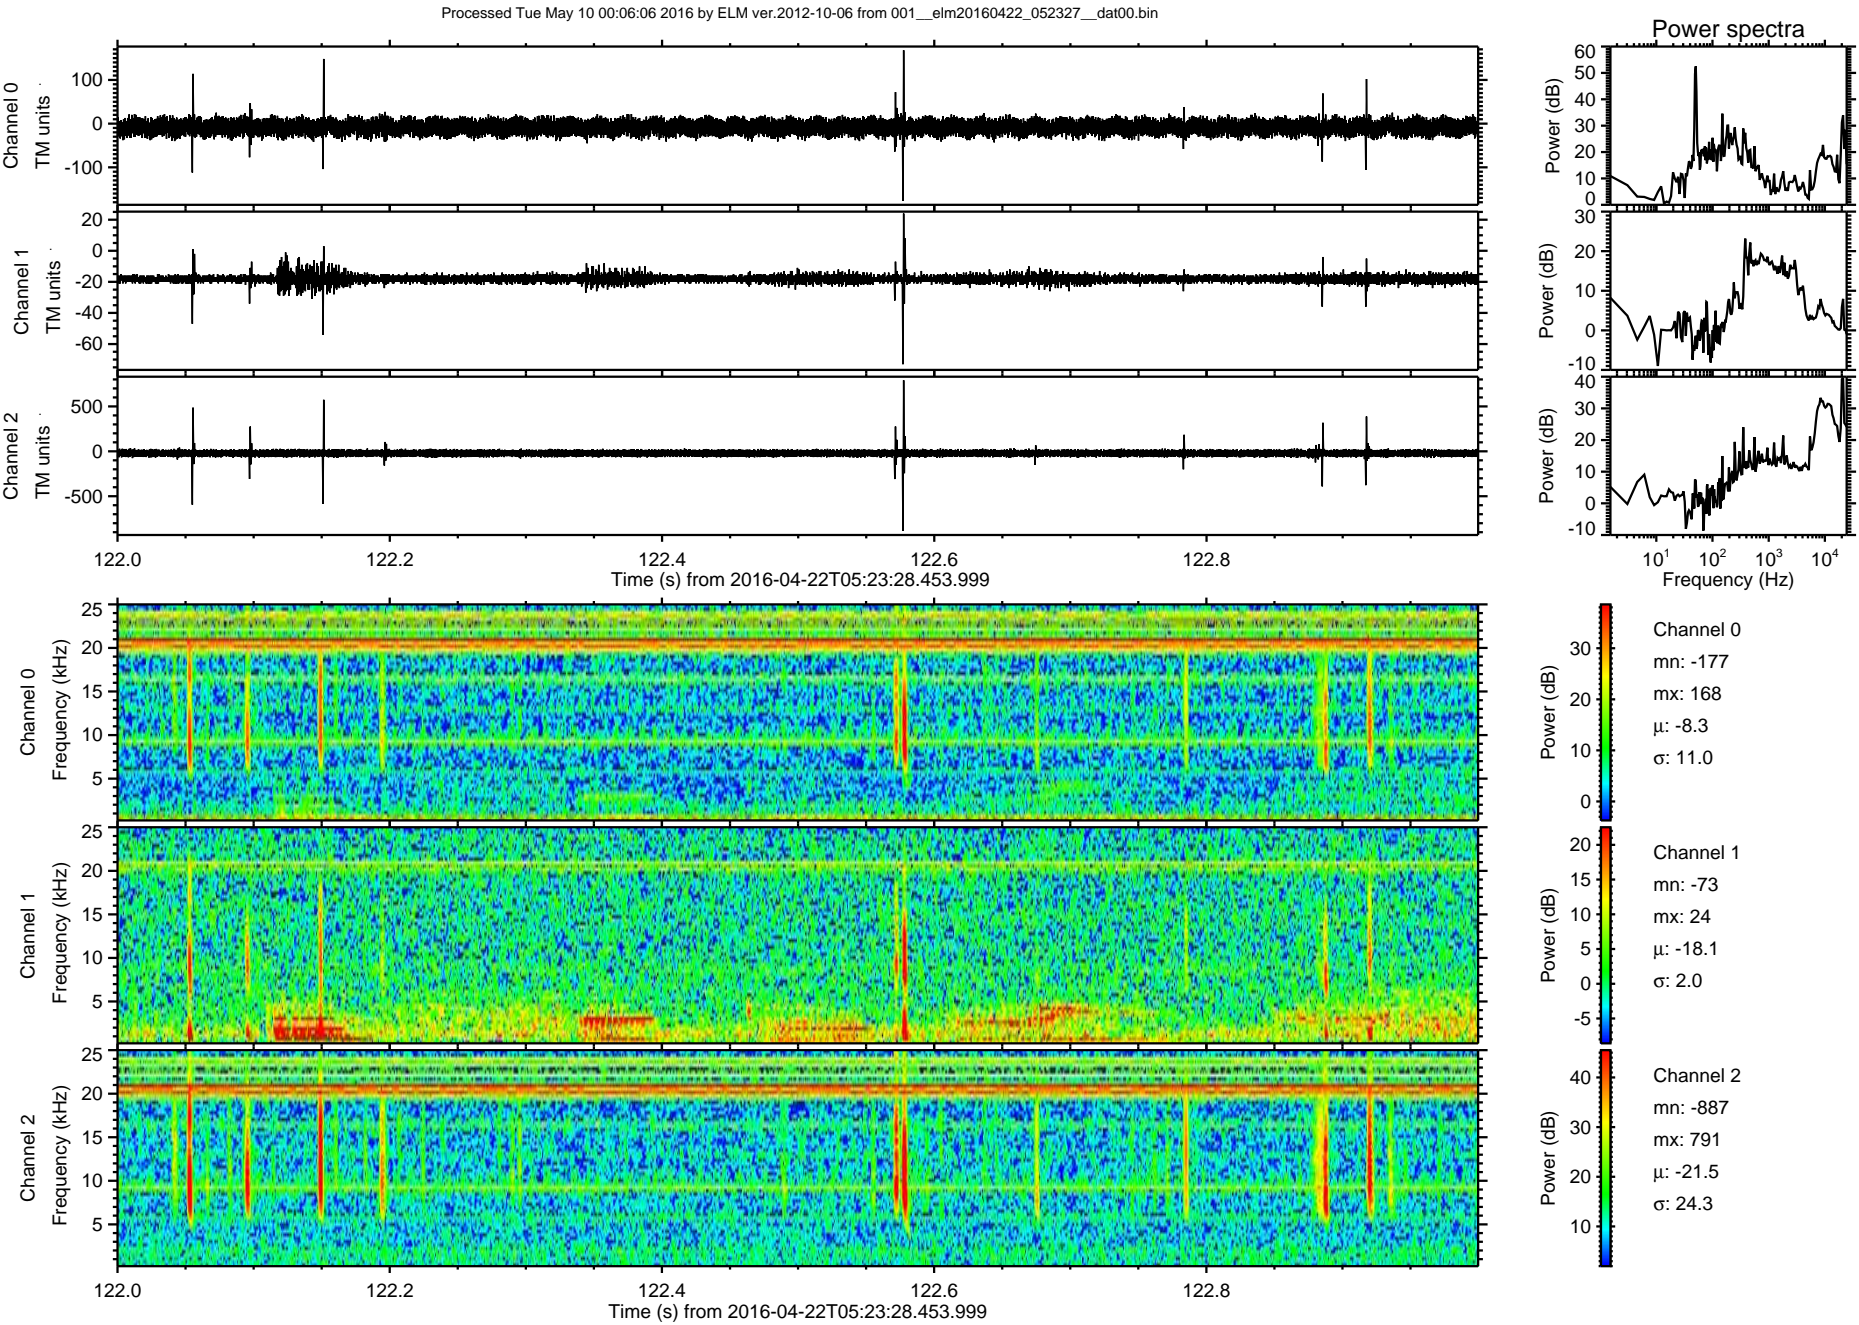 Processed Tue May 10 00:06:06 2016 by ELM ver.2012-10-06 from 001__elm20160422_052327__dat00.bin
Power spectra
Channel 0
TM units
100
0
-100
Power (dB)
60
50
40
30
20
10
0
Channel 1
TM units
20
0
-20
-40
-60
Power (dB)
30
20
10
0
-10
Channel 2
TM units
500
0
-500
Power (dB)
40
30
20
10
0
-10
122.0 122.2 122.4 122.6 122.8
Time (s) from 2016-04-22T05:23:28.453.999
10¹ 10² 10³ 10⁴
Frequency (Hz)
Channel 0
Frequency (kHz)
25
20
15
10
5
Power (dB)
30
20
10
0
Channel 0
mn: -177
mx: 168
μ: -8.3
σ: 11.0
Channel 1
Frequency (kHz)
25
20
15
10
5
Power (dB)
20
15
10
5
0
-5
Channel 1
mn: -73
mx: 24
μ: -18.1
σ: 2.0
Channel 2
Frequency (kHz)
25
20
15
10
5
Power (dB)
40
30
20
10
Channel 2
mn: -887
mx: 791
μ: -21.5
σ: 24.3
122.0 122.2 122.4 122.6 122.8
Time (s) from 2016-04-22T05:23:28.453.999